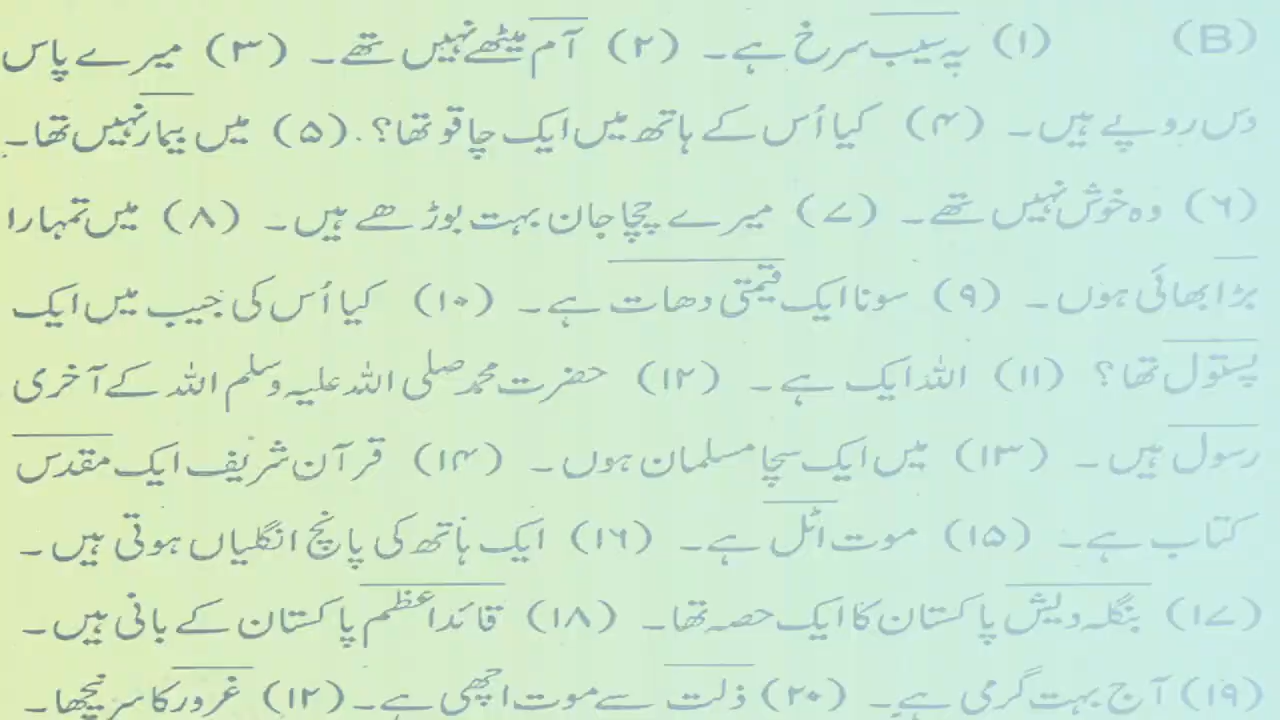 (B) (۱) یہ سیب سرخ ہے۔ (۲) آم میٹھے نہیں تھے۔ (۳) میرے پاس
دس روپے ہیں۔ (۴) کیا اُس کے ہاتھ میں ایک چاقو تھا؟ (۵) میں بیمار نہیں تھا۔
(۶) وہ خوش نہیں تھے۔ (۷) میرے چچا جان بہت بوڑھے ہیں۔ (۸) میں تمہارا
بڑا بھائی ہوں۔ (۹) سونا ایک قیمتی دھات ہے۔ (۱۰) کیا اُس کی جیب میں ایک
پستول تھا؟ (۱۱) اللہ ایک ہے۔ (۱۲) حضرت محمد صلی اللہ علیہ وسلم اللہ کے آخری
رسول ہیں۔ (۱۳) میں ایک سچا مسلمان ہوں۔ (۱۴) قرآن شریف ایک مقدس
کتاب ہے۔ (۱۵) موت اٹل ہے۔ (۱۶) ایک ہاتھ کی پانچ انگلیاں ہوتی ہیں۔
(۱۷) بنگلہ دیش پاکستان کا ایک حصہ تھا۔ (۱۸) قائداعظم پاکستان کے بانی ہیں۔
(۱۹) آج بہت گرمی ہے۔ (۲۰) ذلت سے موت اچھی ہے۔ (۱۲) غرور کا سر نیچا۔